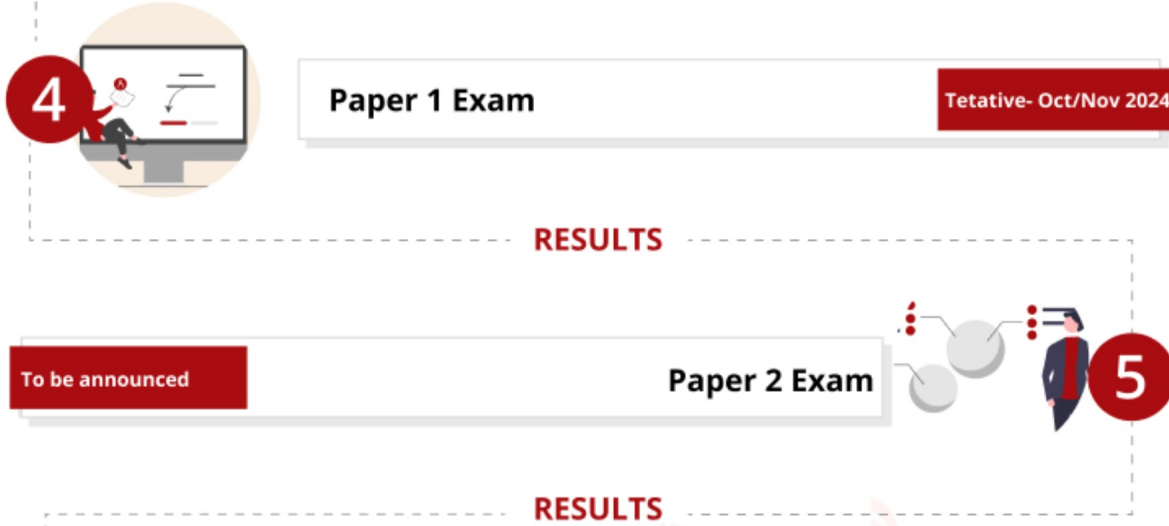 4
Paper 1 Exam
Tetative- Oct/Nov 2024
RESULTS
To be announced
Paper 2 Exam
5
RESULTS